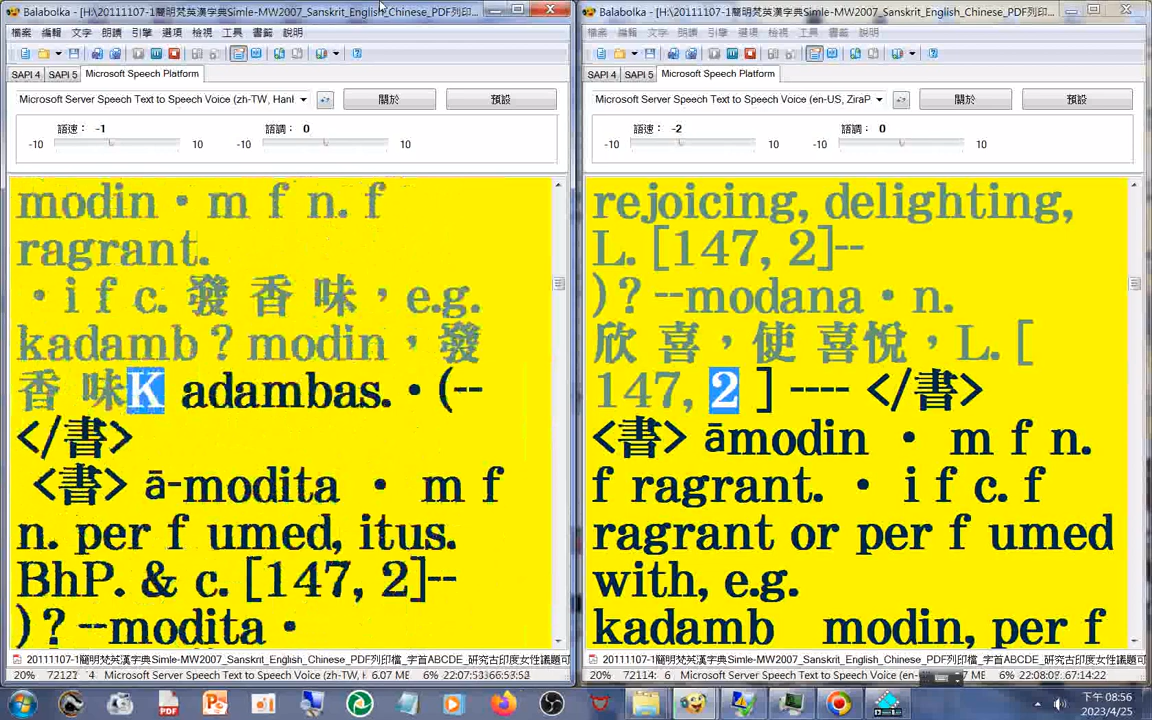 Balabolka - [H:\20111107-1簡明梵英漢字典Simle-MW2007_Sanskrit_English_Chinese_PDF列印...
檔案 編輯 文字 朗讀 引擎 選項 檢視 工具 書籤 說明
SAPI 4 SAPI 5 Microsoft Speech Platform
Microsoft Server Speech Text to Speech Voice (zh-TW, Hanl 關於 預設
語速： -1 語調： 0
-10 10 -10 10
modin • m f n. f
ragrant.
• i f c. 發 香 味，e.g.
kadamb？modin，發
香 味K adambas. • (--
</書>
<書> ā-modita • m f
n. per f umed, itus.
BhP. & c. [147, 2]--
)？--modita •
20111107-1簡明梵英漢字典Simle-MW2007_Sanskrit_English_Chinese_PDF列印檔_字首ABCDE_研究古印度女性議題可
20% Microsoft Server Speech Text to Speech Voice (zh-TW, H 6.07 MB 6%
Balabolka - [H:\20111107-1簡明梵英漢字典Simle-MW2007_Sanskrit_English_Chinese_PDF列印...
檔案 編輯 文字 朗讀 引擎 選項 檢視 工具 書籤 說明
SAPI 4 SAPI 5 Microsoft Speech Platform
Microsoft Server Speech Text to Speech Voice (en-US, ZiraP 關於 預設
語速： -2 語調： 0
-10 10 -10 10
rejoicing, delighting,
L. [147, 2]--
)？--modana • n.
欣 喜，使 喜悅，L. [
147, 2 ] ---- </書>
<書> āmodin • m f n.
f ragrant. • i f c. f
ragrant or per f umed
with, e.g.
kadamb modin, per f
20111107-1簡明梵英漢字典Simle-MW2007_Sanskrit_English_Chinese_PDF列印檔_字首ABCDE_研究古印度女性議題可
20% 72114: 6 Microsoft Server Speech Text to Speech Voice (en-US, Z 6%
下午 08:56
2023/4/25